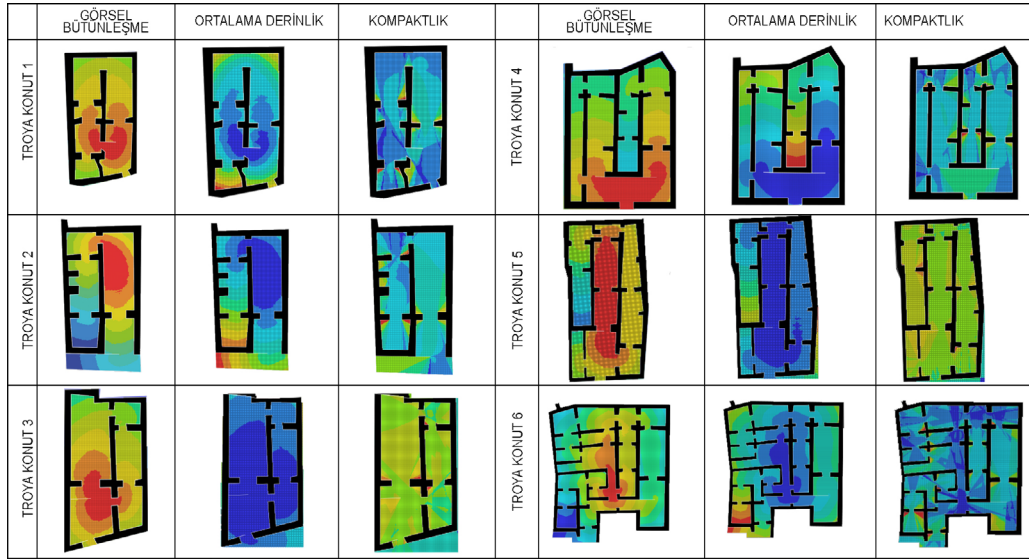 GÖRSEL
BÜTÜNLEŞME
ORTALAMA DERİNLİK
KOMPAKTLIK
GÖRSEL
BÜTÜNLEŞME
ORTALAMA DERİNLİK
KOMPAKTLIK
TROYA KONUT 1
TROYA KONUT 4
TROYA KONUT 2
TROYA KONUT 5
TROYA KONUT 3
TROYA KONUT 6